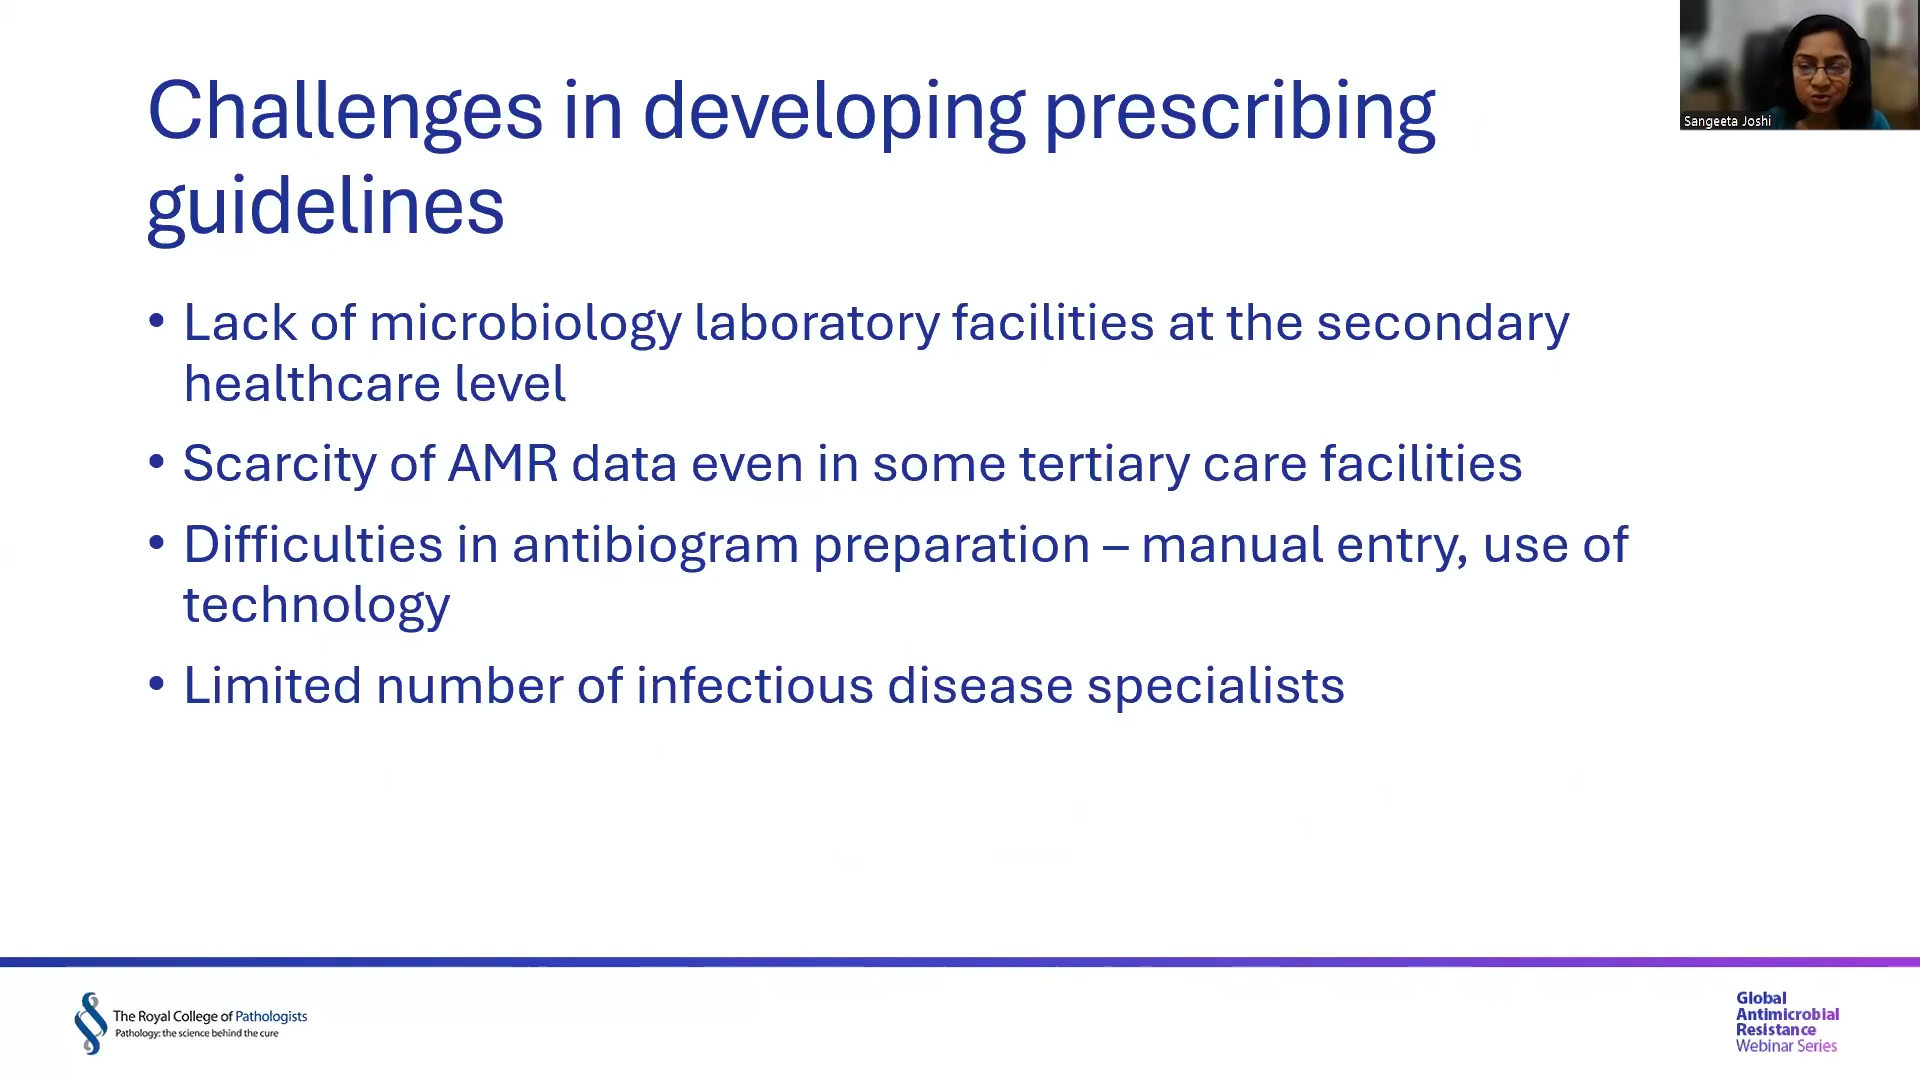 Challenges in developing prescribing
guidelines
• Lack of microbiology laboratory facilities at the secondary
healthcare level
• Scarcity of AMR data even in some tertiary care facilities
• Difficulties in antibiogram preparation – manual entry, use of
technology
• Limited number of infectious disease specialists
Sangeeta Joshi
The Royal College of Pathologists
Pathology: the science behind the cure
Global
Antimicrobial
Resistance
Webinar Series